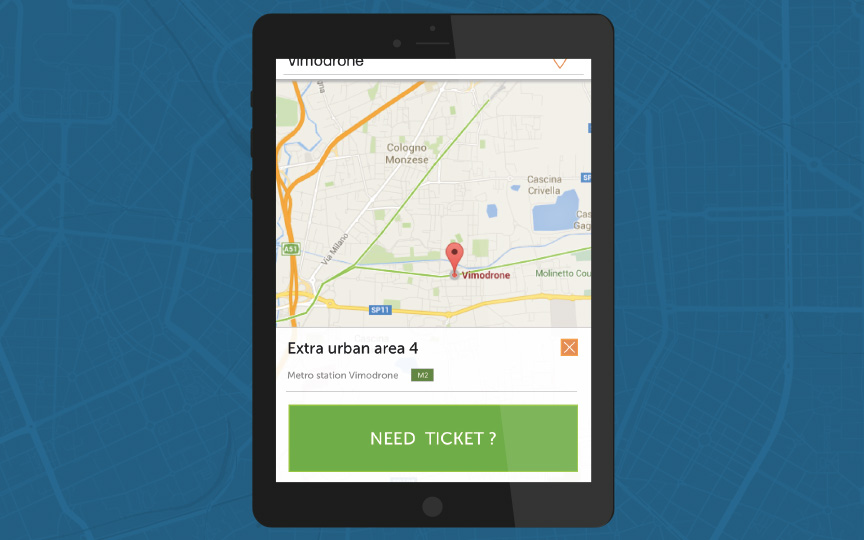 Vimodrone
Cologno
Monzese
Cascina
Crivella
SP
Cas
Gag
A51
Via Milano
Vimodrone
Molinetto Cou
SP11
Extra urban area 4
Metro station Vimodrone M2
NEED TICKET ?